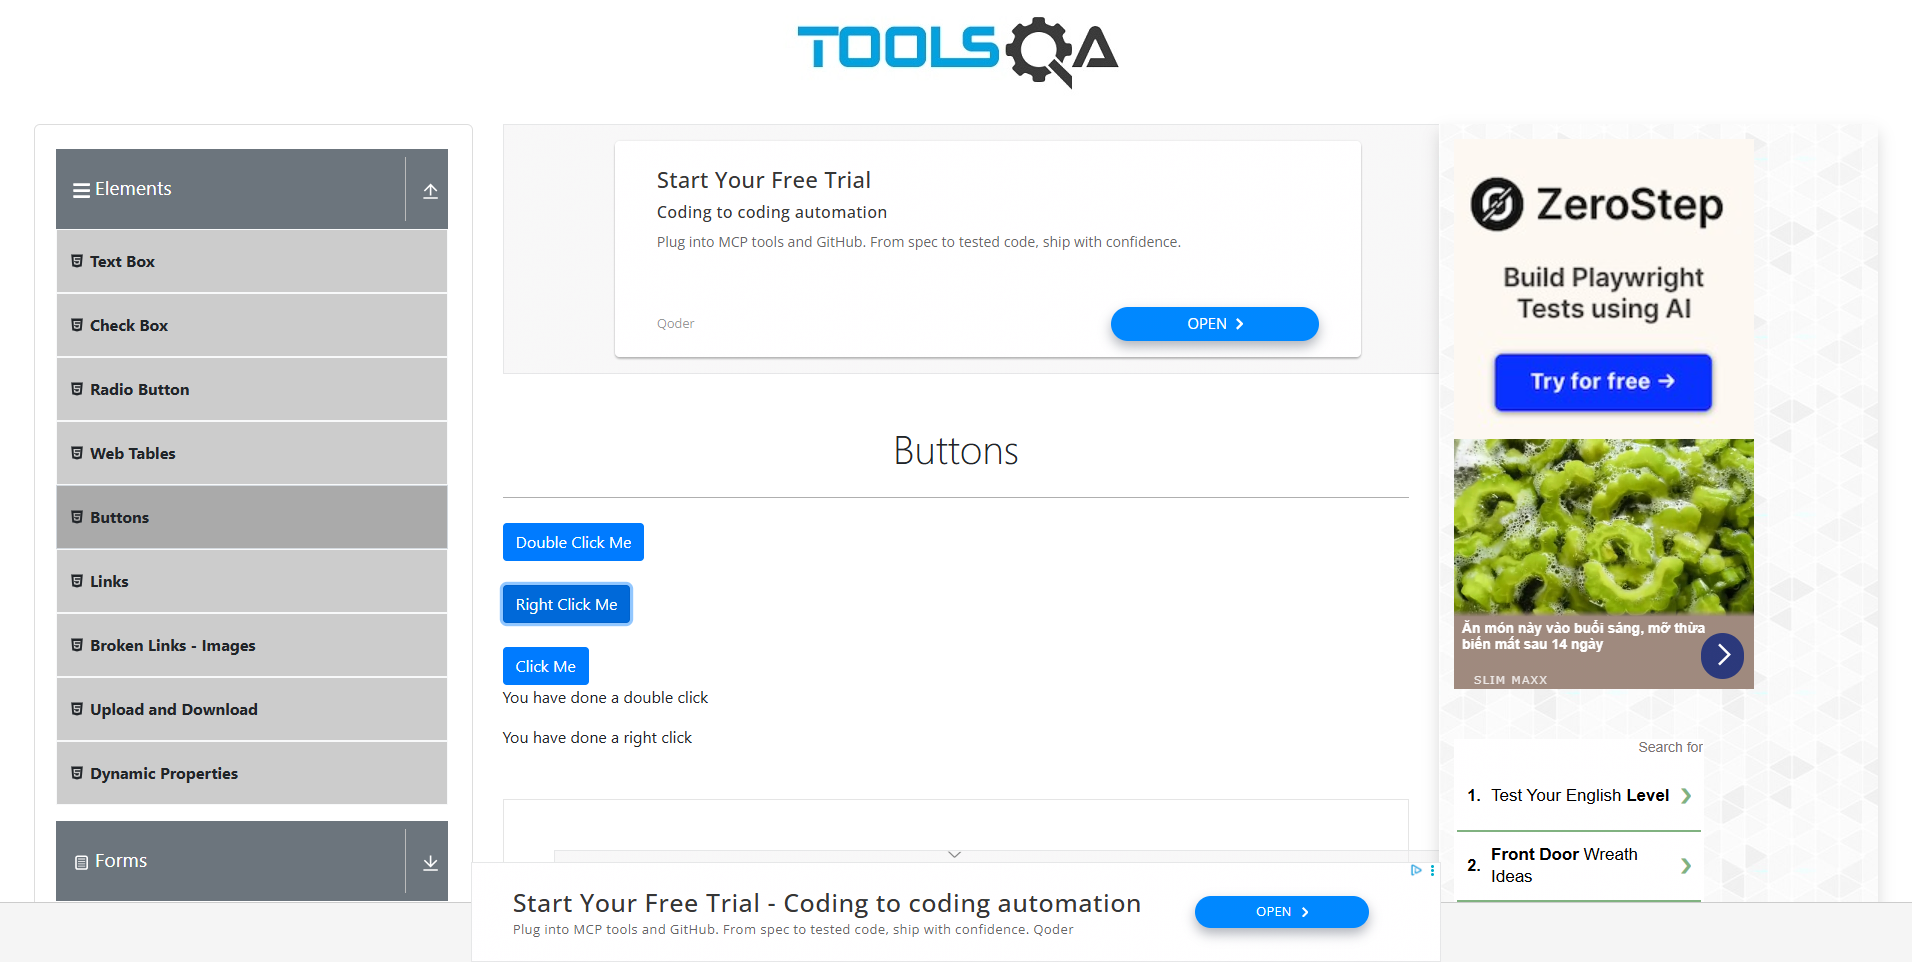 TOOLSQA
Elements
Text Box
Check Box
Radio Button
Web Tables
Buttons
Links
Broken Links - Images
Upload and Download
Dynamic Properties
Forms
Start Your Free Trial
Coding to coding automation
Plug into MCP tools and GitHub. From spec to tested code, ship with confidence.
Qoder
OPEN
Buttons
Double Click Me
Right Click Me
Click Me
You have done a double click
You have done a right click
Start Your Free Trial - Coding to coding automation
Plug into MCP tools and GitHub. From spec to tested code, ship with confidence. Qoder
OPEN
ZeroStep
Build Playwright
Tests using AI
Try for free →
Ăn món này vào buổi sáng, mỡ thừa
biến mất sau 14 ngày
SLIM MAXX
Search for
1. Test Your English Level
2. Front Door Wreath
Ideas